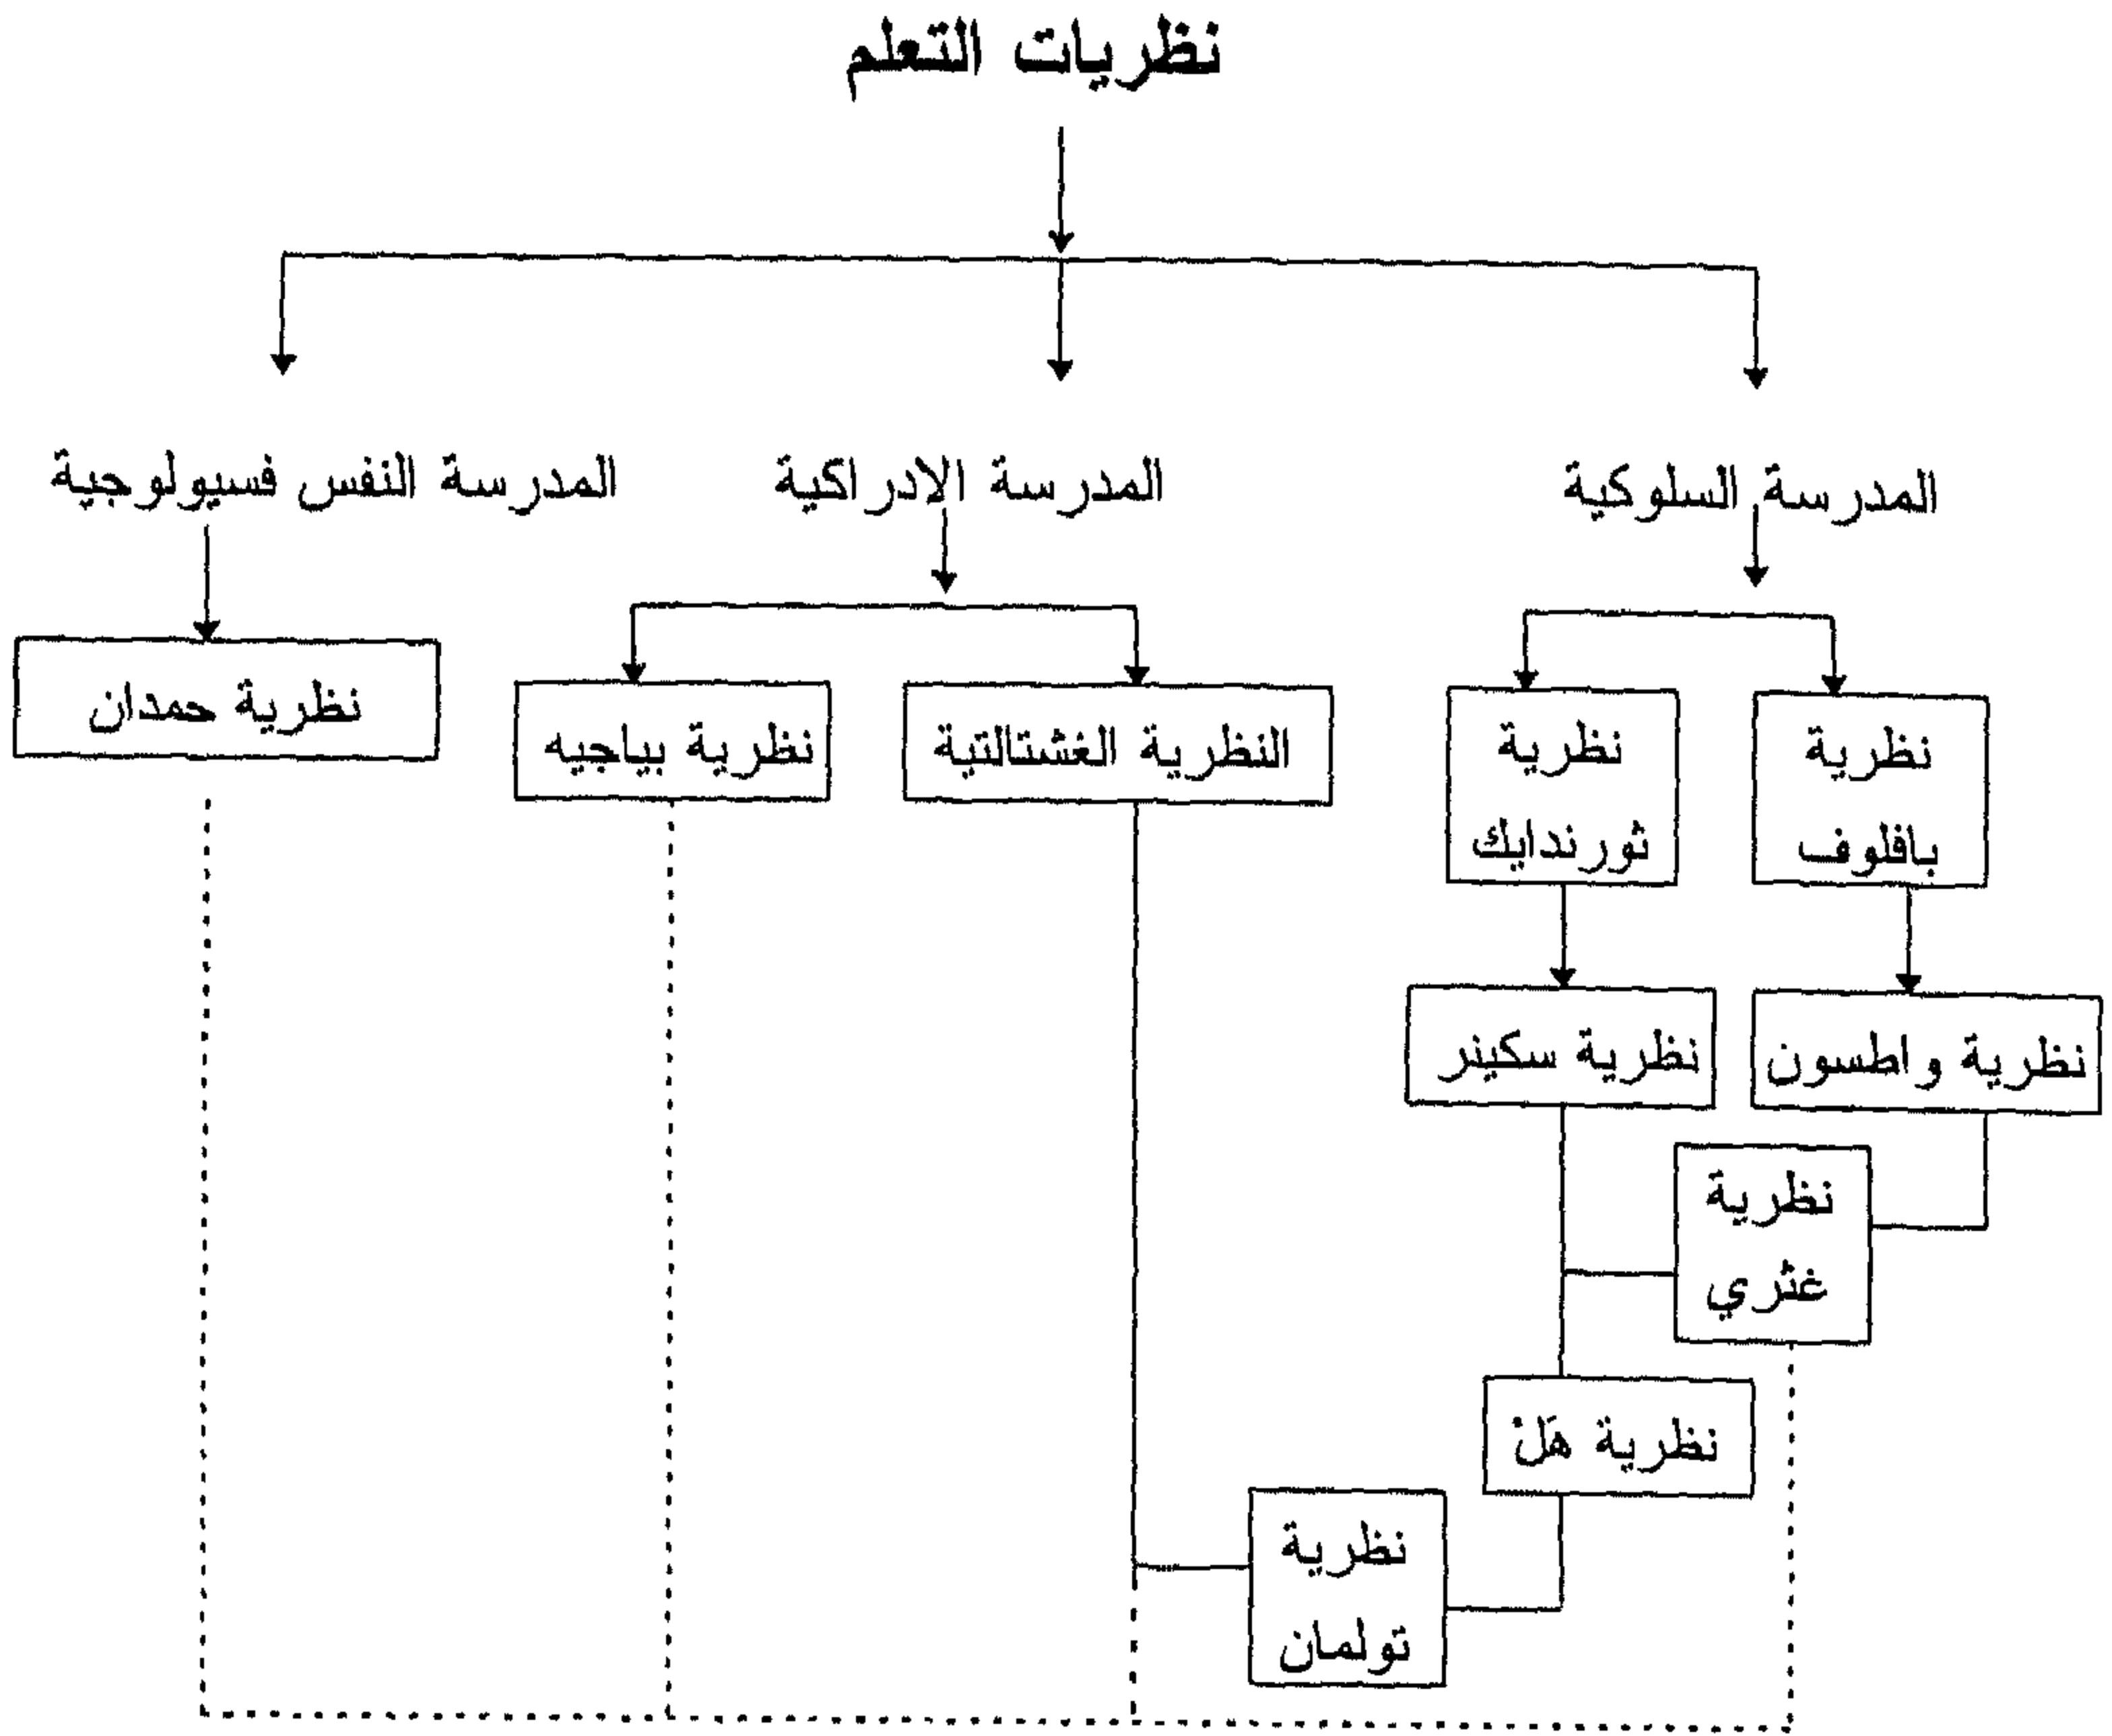 نظريات التعلم
المدرسة السلوكية
المدرسة الادراكية
المدرسة النفس فسيولوجية
نظرية
بافلوف
نظرية
ثورندايك
النظرية الغشتالتية
نظرية بياجيه
نظرية حمدان
نظرية واطسون
نظرية سكينر
نظرية
غثري
نظرية هَلْ
نظرية
تولمان